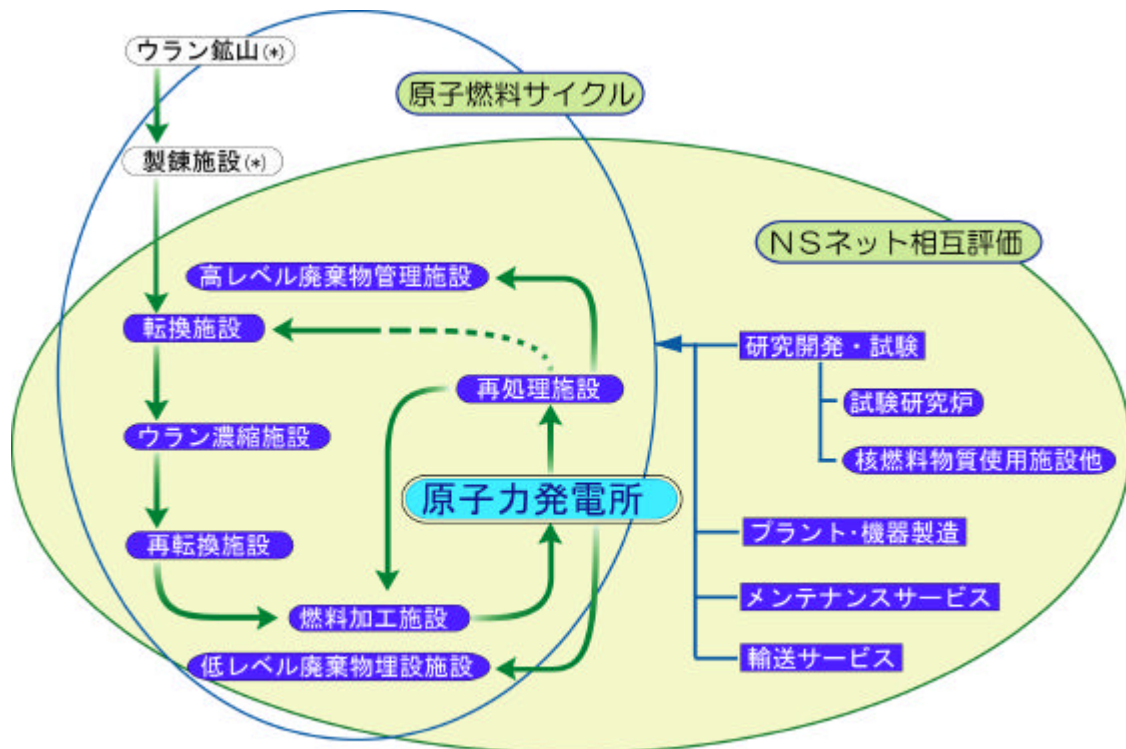 ウラン鉱山(*)
原子燃料サイクル
製錬施設(*)
NSネット相互評価
高レベル廃棄物管理施設
転換施設
研究開発・試験
再処理施設
試験研究炉
ウラン濃縮施設
核燃料物質使用施設他
原子力発電所
プラント・機器製造
再転換施設
メンテナンスサービス
燃料加工施設
輸送サービス
低レベル廃棄物埋設施設